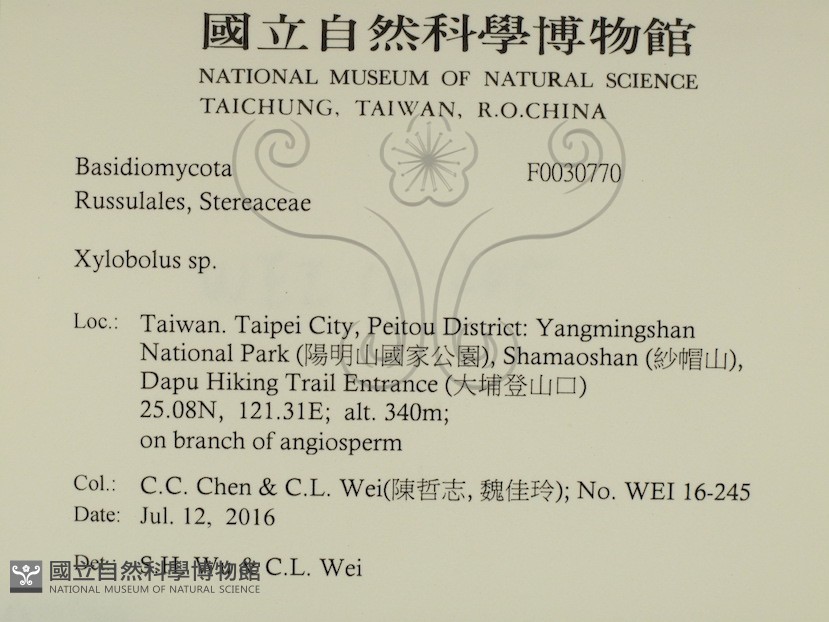 國立自然科學博物館
NATIONAL MUSEUM OF NATURAL SCIENCE
TAICHUNG, TAIWAN, R.O.CHINA
Basidiomycota F0030770
Russulales, Stereaceae
Xylobolus sp.
Loc.: Taiwan. Taipei City, Peitou District: Yangmingshan
National Park (陽明山國家公園), Shamaoshan (紗帽山),
Dapu Hiking Trail Entrance (大埔登山口)
25.08N, 121.31E; alt. 340m;
on branch of angiosperm
Col.: C.C. Chen & C.L. Wei(陳哲志, 魏佳玲); No. WEI 16-245
Date: Jul. 12, 2016
Det.: S.H. Wu & C.L. Wei
國立自然科學博物館
NATIONAL MUSEUM OF NATURAL SCIENCE